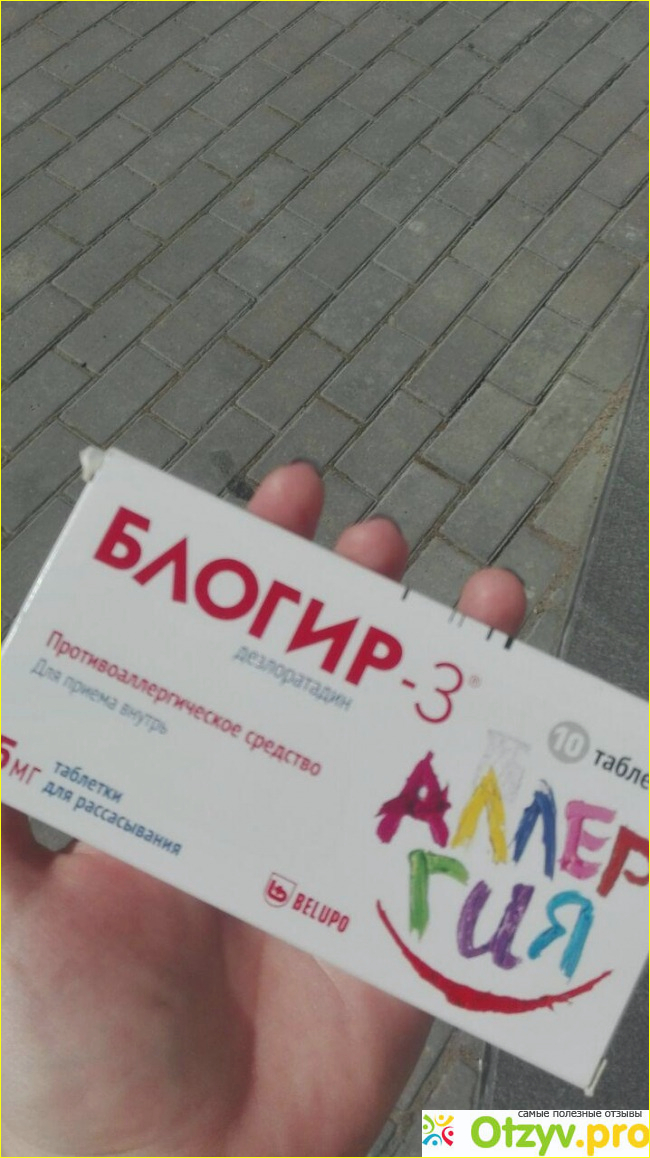 БЛОГИР-3®
дезлоратадин
Противоаллергическое средство
Для приема внутрь
5мг таблетки
для рассасывания
10 табле
BELUPO
АЛЛЕР
ГИЯ
самые полезные отзывы
Otzyv.pro